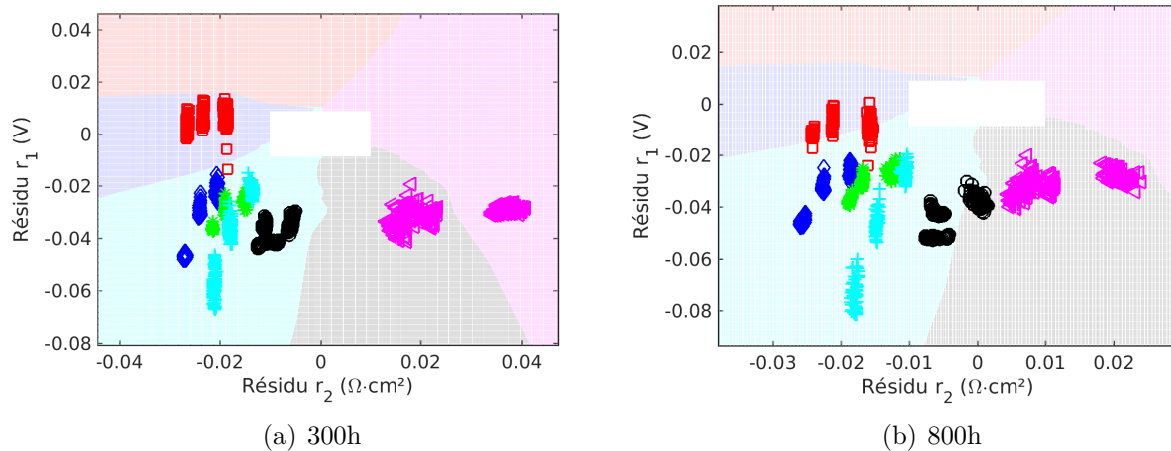 0.04
0.02
0
-0.02
-0.04
-0.06
-0.08
Résidu r1 (V)
-0.04 -0.02 0 0.02 0.04
Résidu r2 (Ω·cm²)
(a) 300h
0.02
0
-0.02
-0.04
-0.06
-0.08
Résidu r1 (V)
-0.03 -0.02 -0.01 0 0.01 0.02
Résidu r2 (Ω·cm²)
(b) 800h